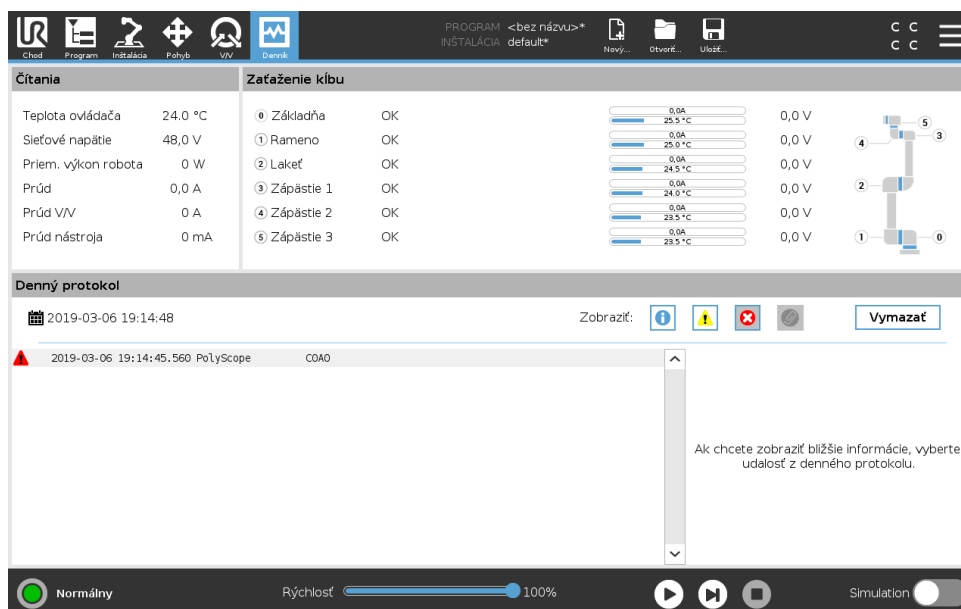 PROGRAM <bez názvu>*
INŠTALÁCIA default*
Chod Program Inštalácia Pohyb V/V Denník Nový... Otvoriť... Uložiť...
C C
C C
Čítania
Zaťaženie kĺbu
Teplota ovládača 24.0 °C
Sieťové napätie 48,0 V
Priem. výkon robota 0 W
Prúd 0,0 A
Prúd V/V 0 A
Prúd nástroja 0 mA
0 Základňa OK 0,0A 25.5 °C 0,0 V
1 Rameno OK 0,0A 25.0 °C 0,0 V
2 Lakeť OK 0,0A 24.5 °C 0,0 V
3 Zápästie 1 OK 0,0A 24.0 °C 0,0 V
4 Zápästie 2 OK 0,0A 23.5 °C 0,0 V
5 Zápästie 3 OK 0,0A 23.5 °C 0,0 V
5
4 3
2
1 0
Denný protokol
2019-03-06 19:14:48 Zobraziť: Vymazať
2019-03-06 19:14:45.560 PolyScope C0A0
Ak chcete zobraziť bližšie informácie, vyberte
udalosť z denného protokolu.
Normálny Rýchlosť 100% Simulation